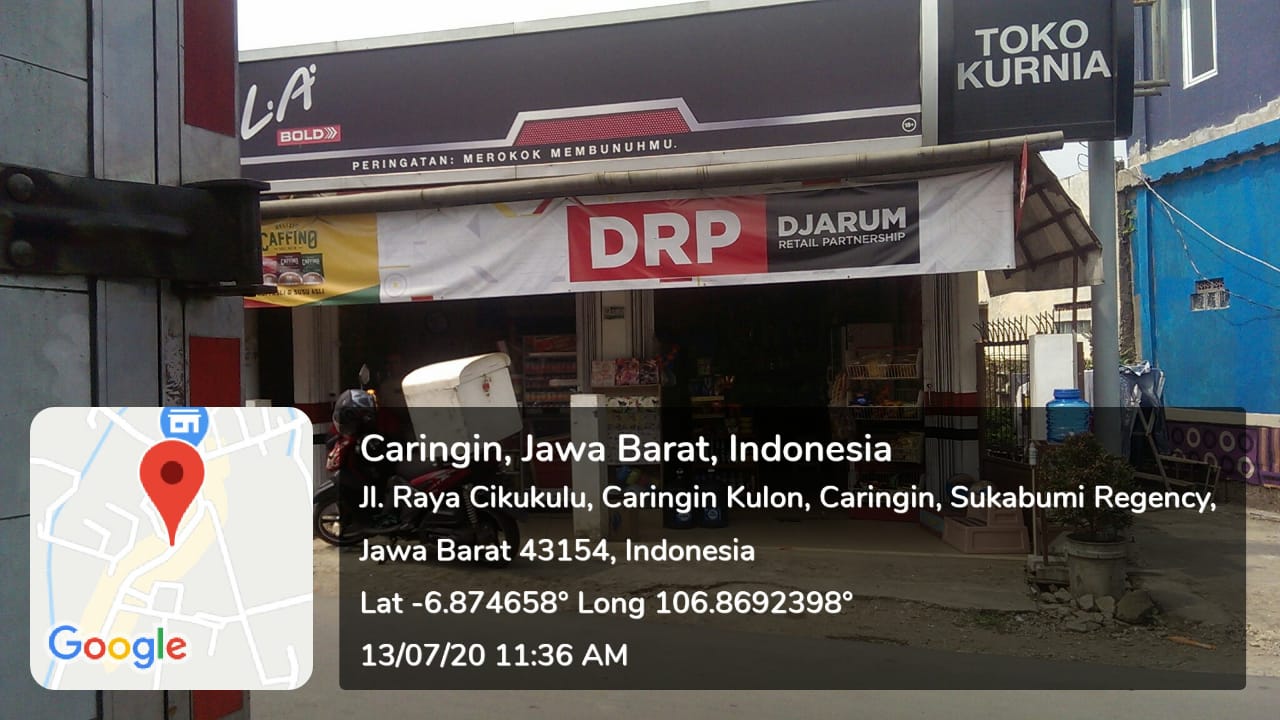 L.A
BOLD
PERINGATAN: MEROKOK MEMBUNUHMU.
18+
TOKO
KURNIA
CAFFINO
DRP
DJARUM
RETAIL PARTNERSHIP
Caringin, Jawa Barat, Indonesia
Jl. Raya Cikukulu, Caringin Kulon, Caringin, Sukabumi Regency,
Jawa Barat 43154, Indonesia
Lat -6.874658° Long 106.8692398°
13/07/20 11:36 AM
Google